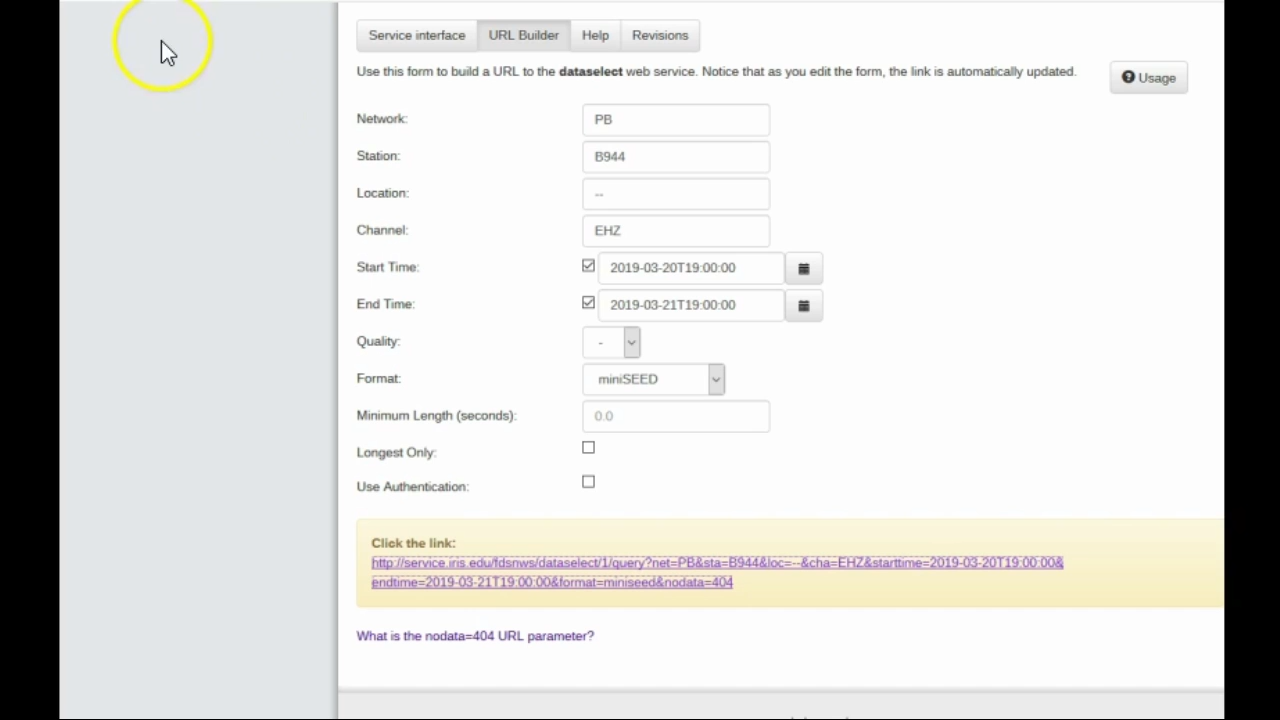 Service interface URL Builder Help Revisions
Use this form to build a URL to the dataselect web service. Notice that as you edit the form, the link is automatically updated.
Usage
Network: PB
Station: B944
Location: --
Channel: EHZ
Start Time: 2019-03-20T19:00:00
End Time: 2019-03-21T19:00:00
Quality: -
Format: miniSEED
Minimum Length (seconds): 0.0
Longest Only:
Use Authentication:
Click the link:
http://service.iris.edu/fdsnws/dataselect/1/query?net=PB&sta=B944&loc=--&cha=EHZ&starttime=2019-03-20T19:00:00&
endtime=2019-03-21T19:00:00&format=miniseed&nodata=404
What is the nodata=404 URL parameter?